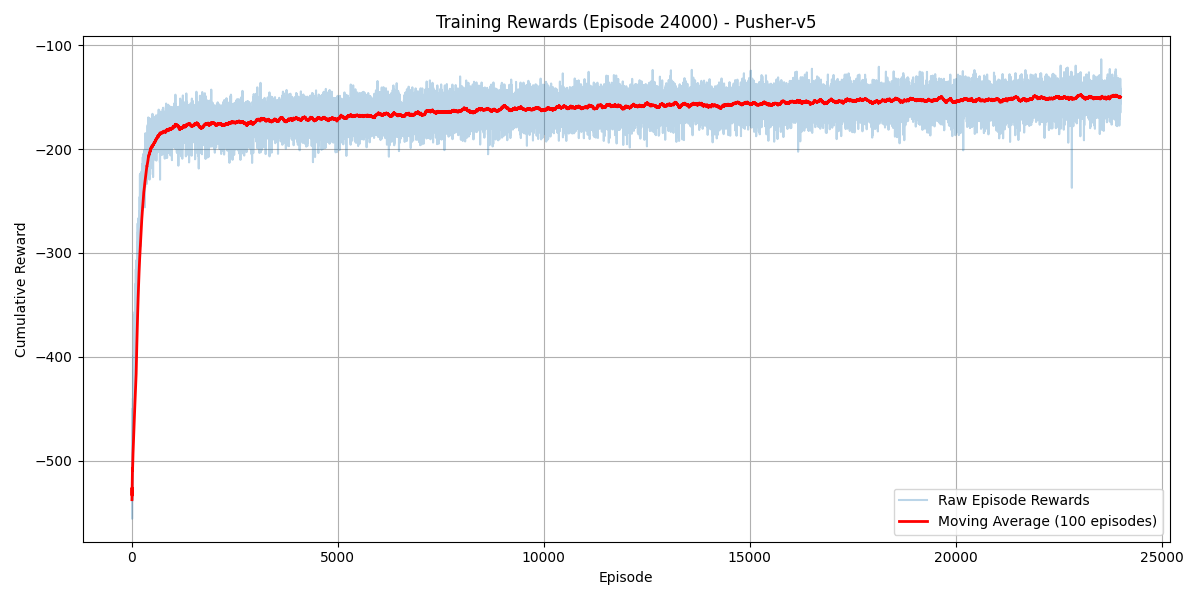 Training Rewards (Episode 24000) - Pusher-v5
Cumulative Reward
−100
−200
−300
−400
−500
0
5000
10000
15000
20000
25000
Episode
Raw Episode Rewards
Moving Average (100 episodes)